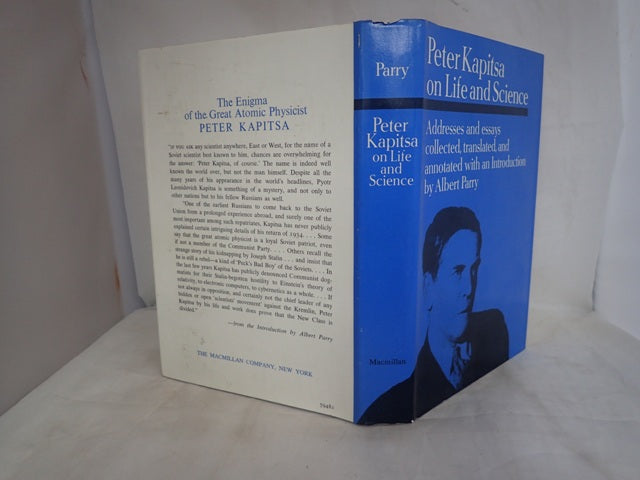 The Enigma
of the Great Atomic Physicist
PETER KAPITSA
"IF YOU ASK any scientist anywhere, East or West, for the name of a
Soviet scientist best known to him, chances are overwhelming for the
answer: 'Peter Kapitsa, of course.' The name is indeed well
known the world over, but not the man himself. Despite all the
many years of his appearance in the world's headlines, Pyotr
Leonidovich Kapitsa is something of a mystery, and not only to
other nations but to his fellow Russians as well.
"One of the earliest Russians to come back to the Soviet
Union from a prolonged experience abroad, and surely one of the
most important among such repatriates, Kapitsa has never publicly
explained certain intriguing details of his return of 1934. . . . Some
say that the great atomic physicist is a loyal Soviet patriot, even
if not a member of the Communist Party. . . . Others recall the
strange story of his kidnapping by Joseph Stalin . . . and insist that
he is still a rebel—a kind of 'Peck's Bad Boy' of the Soviets. . . . In
the last few years Kapitsa has publicly denounced Communist dog-
matists for their Stalin-begotten hostility to Einstein's theory of
relativity, to electronic computers, to cybernetics as a whole. . . . If
not always in opposition, and certainly not the chief leader of any
hidden or open 'scientists' movement' against the Kremlin, Peter
Kapitsa by his life and work does prove that the New Class is
divided."
—from the Introduction by Albert Parry
THE MACMILLAN COMPANY, NEW YORK
59481
Parry
Peter
Kapitsa
on Life
and
Science
Macmillan
Peter Kapitsa
on Life and Science
Addresses and essays
collected, translated, and
annotated with an Introduction
by Albert Parry